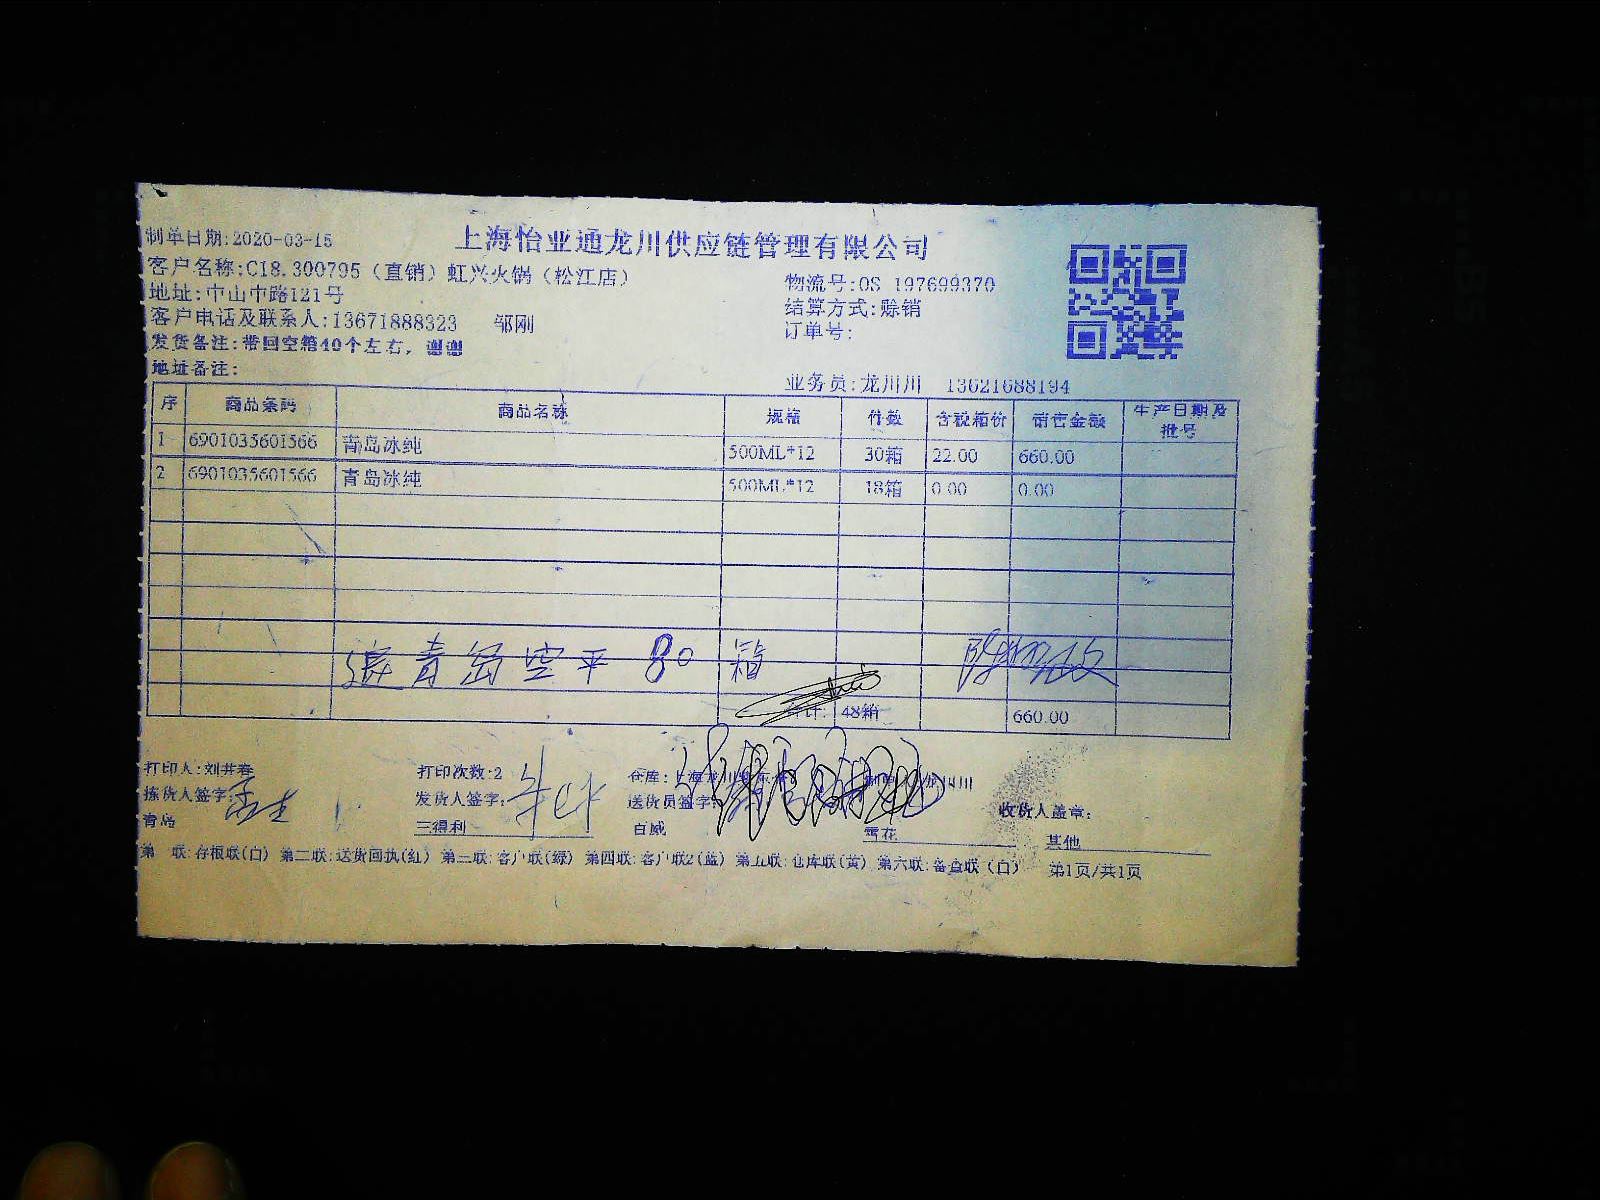 制单日期:2020-03-15
上海怡亚通龙川供应链管理有限公司
客户名称:C18.300795（直销）虹兴火锅（松江店）
物流号:OS 197699370
地址:中山中路121号
结算方式:赊销
客户电话及联系人:13671888323 邹刚
订单号:
发货备注:带回空箱40个左右，谢谢
地址备注:
业务员:龙川川 13621688194
序 商品条码 商品名称 规格 件数 含税箱价 销售金额 生产日期及批号
1 6901035601566 青岛冰纯 500ML*12 30箱 22.00 660.00
2 6901035601566 青岛冰纯 500ML*12 18箱 0.00 0.00
青岛空平 80 箱
48箱 660.00
打印人:刘井春 打印次数:2 仓库:上海龙川
拣货人签字: 发货人签字: 送货员签字: 收货人盖章:
青岛 三得利 百威 雪花 其他
第一联:存根联(白) 第二联:送货回执(红) 第三联:客户联(绿) 第四联:客户联2(蓝) 第五联:仓库联(黄) 第六联:备查联(白) 第1页/共1页